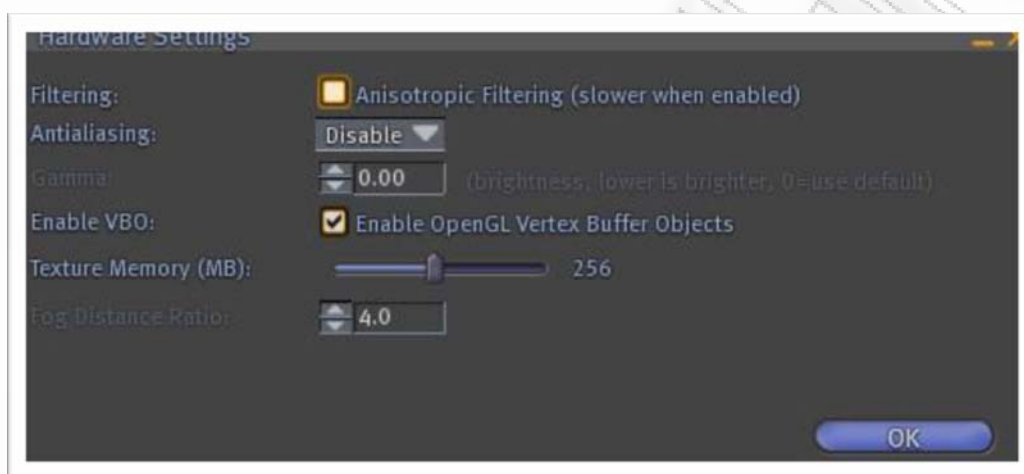 Hardware Settings
Filtering: Anisotropic Filtering (slower when enabled)
Antialiasing: Disable
Gamma: 0.00 (brightness, lower is brighter, 0=use default)
Enable VBO: Enable OpenGL Vertex Buffer Objects
Texture Memory (MB): 256
Fog Distance Ratio: 4.0
OK